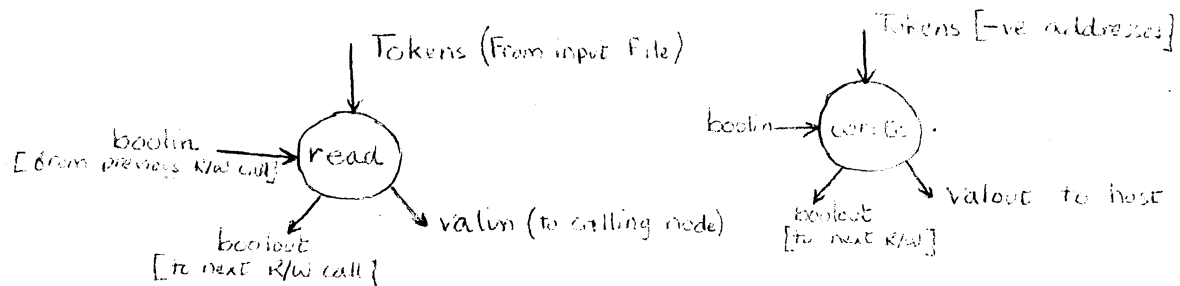 Tokens (From input File)
boolin
[from previous R/W call]
read
boolout
[to next R/W call}
valin (to calling node)
Tokens [-ve addresses]
boolin
write
boolout
[to next R/W]
valout to host